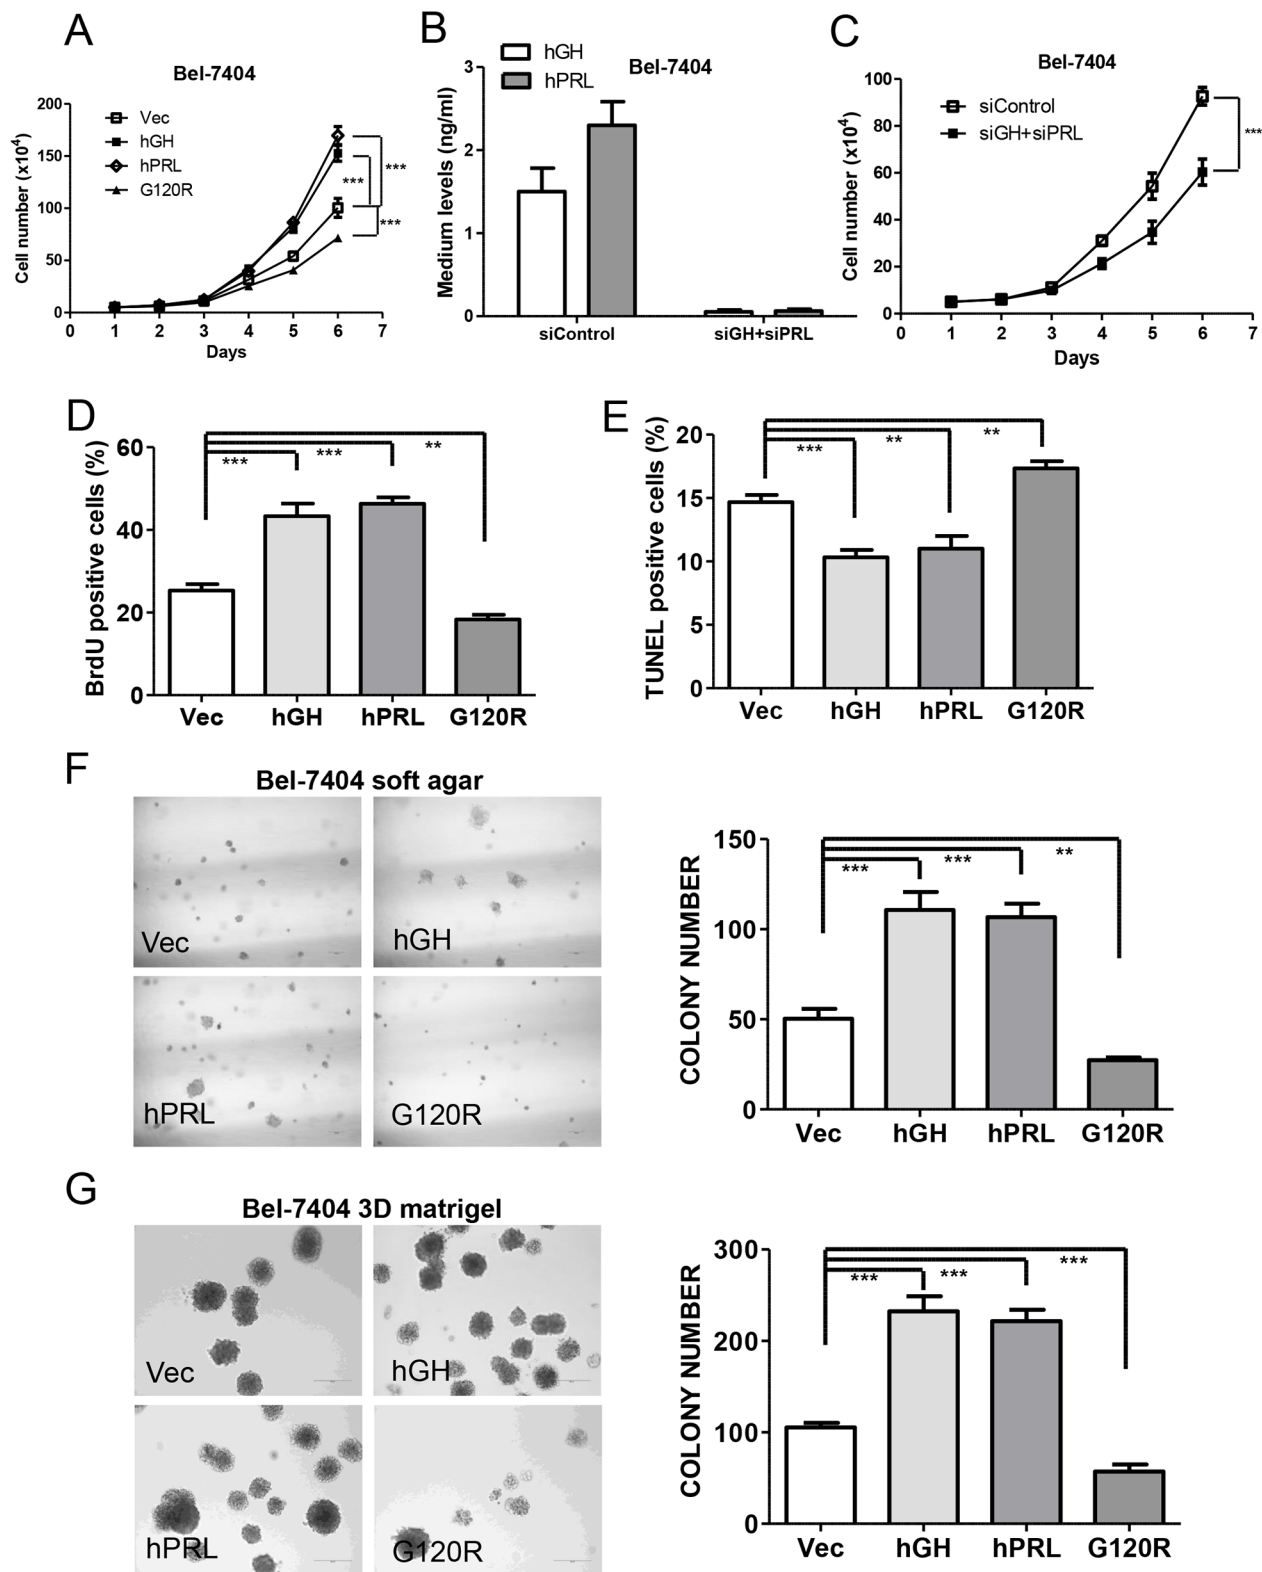 A
Bel-7404
Cell number (x10⁴)
200
150
100
50
0
Vec
hGH
hPRL
G120R
***
***
***
0 1 2 3 4 5 6 7
Days
B
hGH
hPRL
Bel-7404
Medium levels (ng/ml)
3
2
1
0
siControl siGH+siPRL
C
Bel-7404
Cell number (x10⁴)
100
80
60
40
20
0
siControl
siGH+siPRL
***
0 1 2 3 4 5 6 7
Days
D
BrdU positive cells (%)
60
40
20
0
*** *** **
Vec hGH hPRL G120R
E
TUNEL positive cells (%)
20
15
10
5
0
*** ** **
Vec hGH hPRL G120R
F
Bel-7404 soft agar
Vec
hGH
hPRL
G120R
COLONY NUMBER
150
100
50
0
*** *** **
Vec hGH hPRL G120R
G
Bel-7404 3D matrigel
Vec
hGH
hPRL
G120R
COLONY NUMBER
300
200
100
0
*** *** ***
Vec hGH hPRL G120R